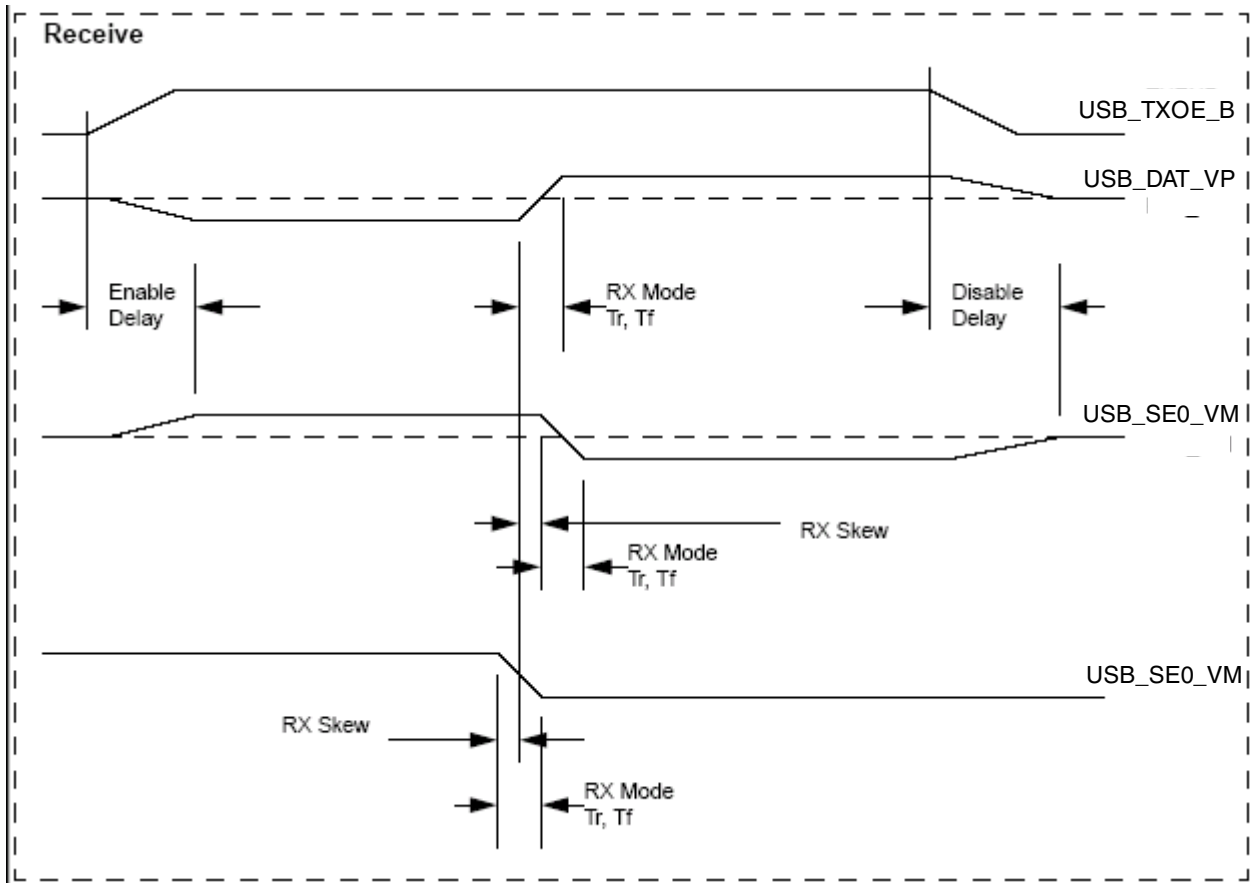 Receive
USB_TXOE_B
USB_DAT_VP
Enable
Delay
RX Mode
Tr, Tf
Disable
Delay
USB_SE0_VM
RX Skew
RX Mode
Tr, Tf
USB_SE0_VM
RX Skew
RX Mode
Tr, Tf